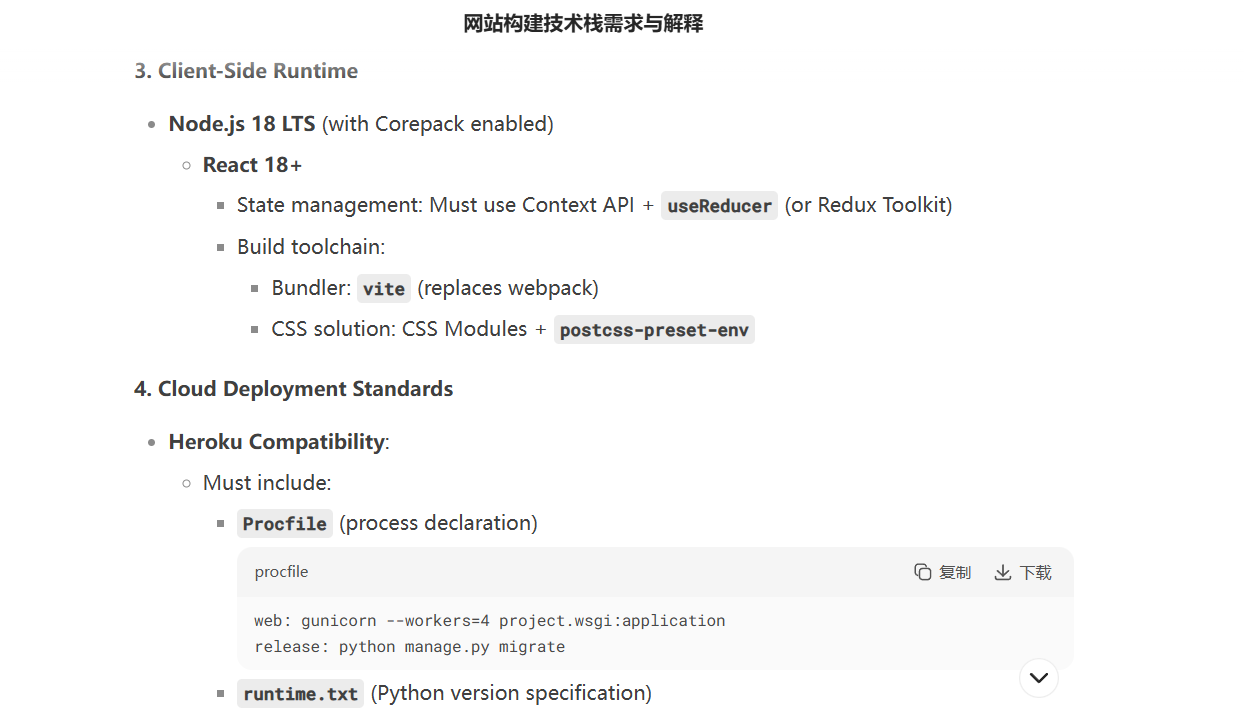 网站构建技术栈需求与解释
3. Client-Side Runtime
Node.js 18 LTS (with Corepack enabled)
React 18+
State management: Must use Context API + useReducer (or Redux Toolkit)
Build toolchain:
Bundler: vite (replaces webpack)
CSS solution: CSS Modules + postcss-preset-env
4. Cloud Deployment Standards
Heroku Compatibility:
Must include:
Procfile (process declaration)
procfile 复制 下载
web: gunicorn --workers=4 project.wsgi:application
release: python manage.py migrate
runtime.txt (Python version specification)